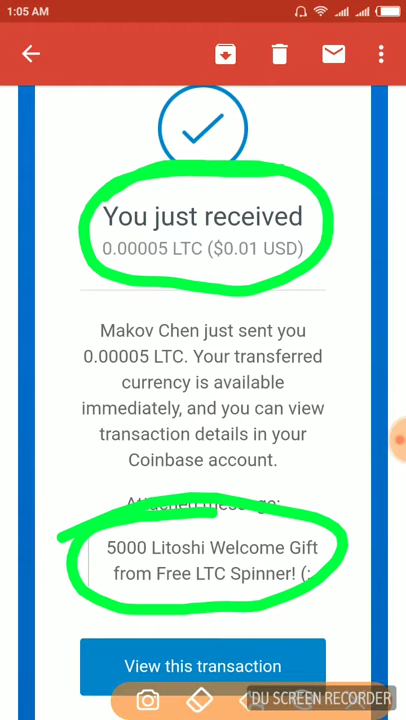 1:05 AM
You just received
0.00005 LTC ($0.01 USD)
Makov Chen just sent you
0.00005 LTC. Your transferred
currency is available
immediately, and you can view
transaction details in your
Coinbase account.
Attached message:
5000 Litoshi Welcome Gift
from Free LTC Spinner! (:
View this transaction
DU SCREEN RECORDER